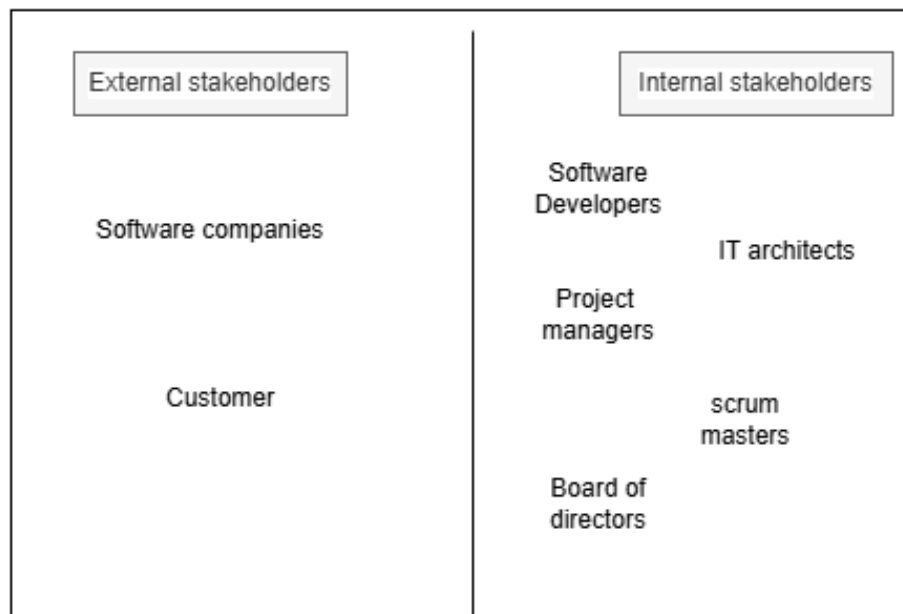 External stakeholders
Internal stakeholders
Software companies
Customer
Software
Developers
IT architects
Project
managers
scrum
masters
Board of
directors